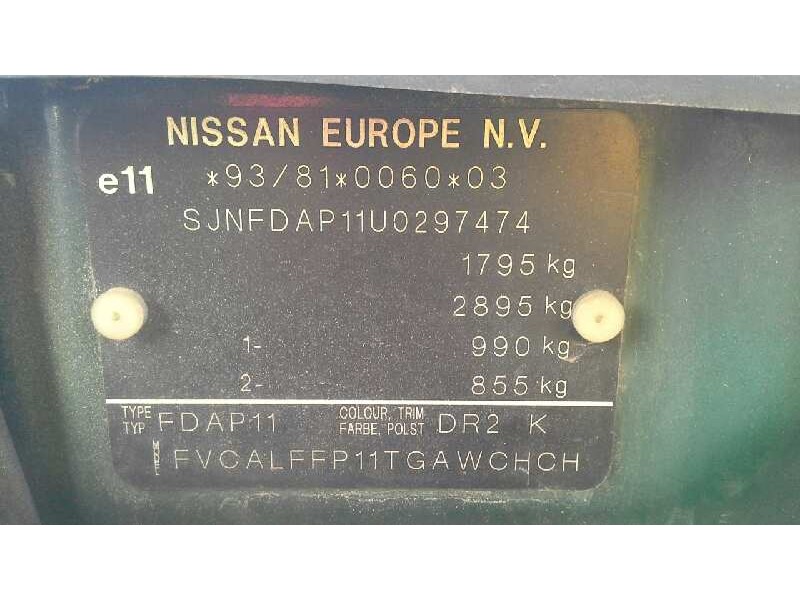 NISSAN EUROPE N.V.
e11 *93/81*0060*03
SJNFDAP11U0297474
1795 kg
2895 kg
1- 990 kg
2- 855 kg
TYPE TYP FDAP11 COLOUR, TRIM FARBE, POLST DR2 K
MODEL FVCALFFP11TGAWCHCH